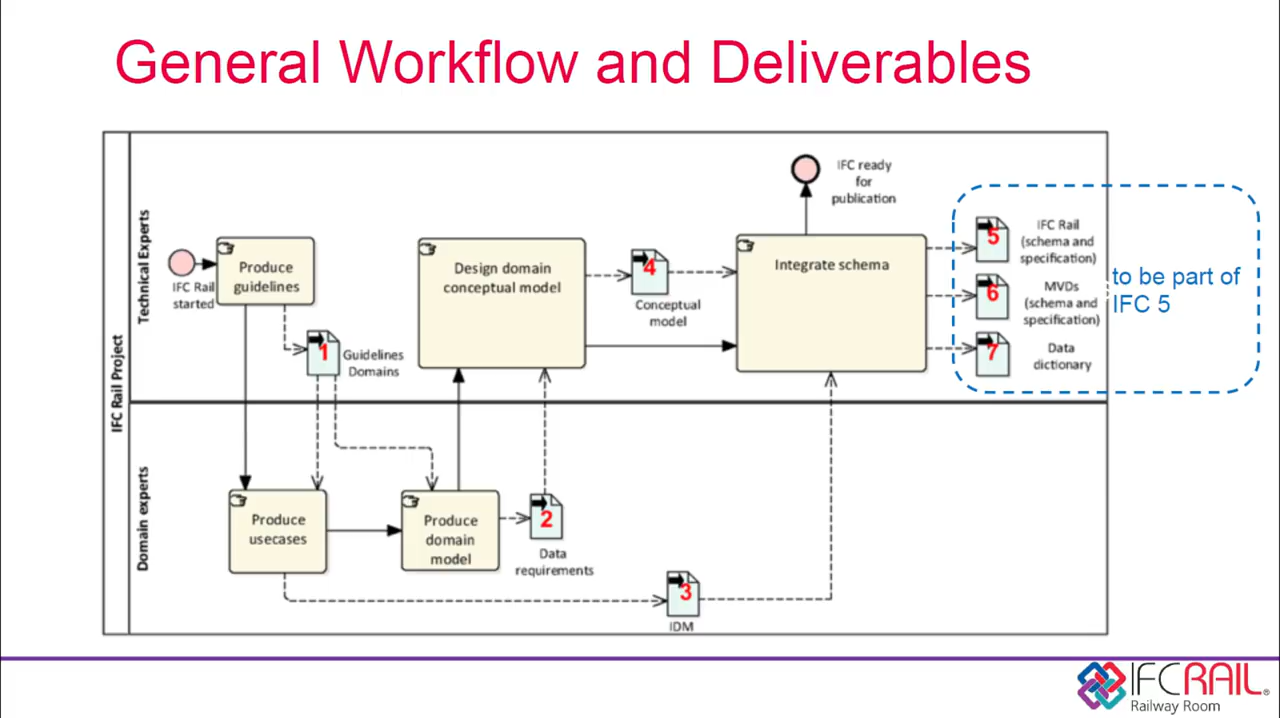 General Workflow and Deliverables
IFC Rail Project
Technical Experts
Domain experts
IFC Rail
started
Produce
guidelines
1
Guidelines
Domains
Design domain
conceptual model
4
Conceptual
model
Integrate schema
IFC ready
for
publication
5
IFC Rail
(schema and
specification)
6
MVDs
(schema and
specification)
7
Data
dictionary
to be part of
IFC 5
Produce
usecases
Produce
domain
model
2
Data
requirements
3
IDM
IFCRAIL®
Railway Room